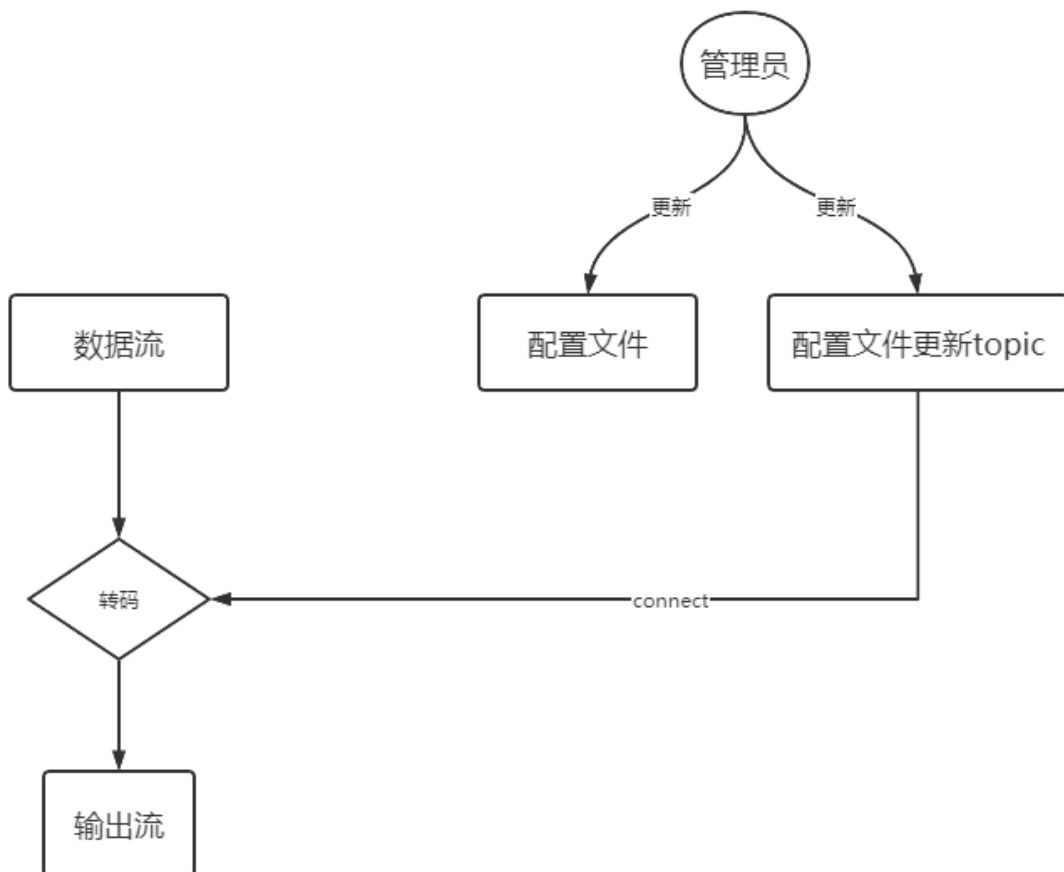 管理员
更新
更新
数据流
配置文件
配置文件更新topic
转码
connect
输出流